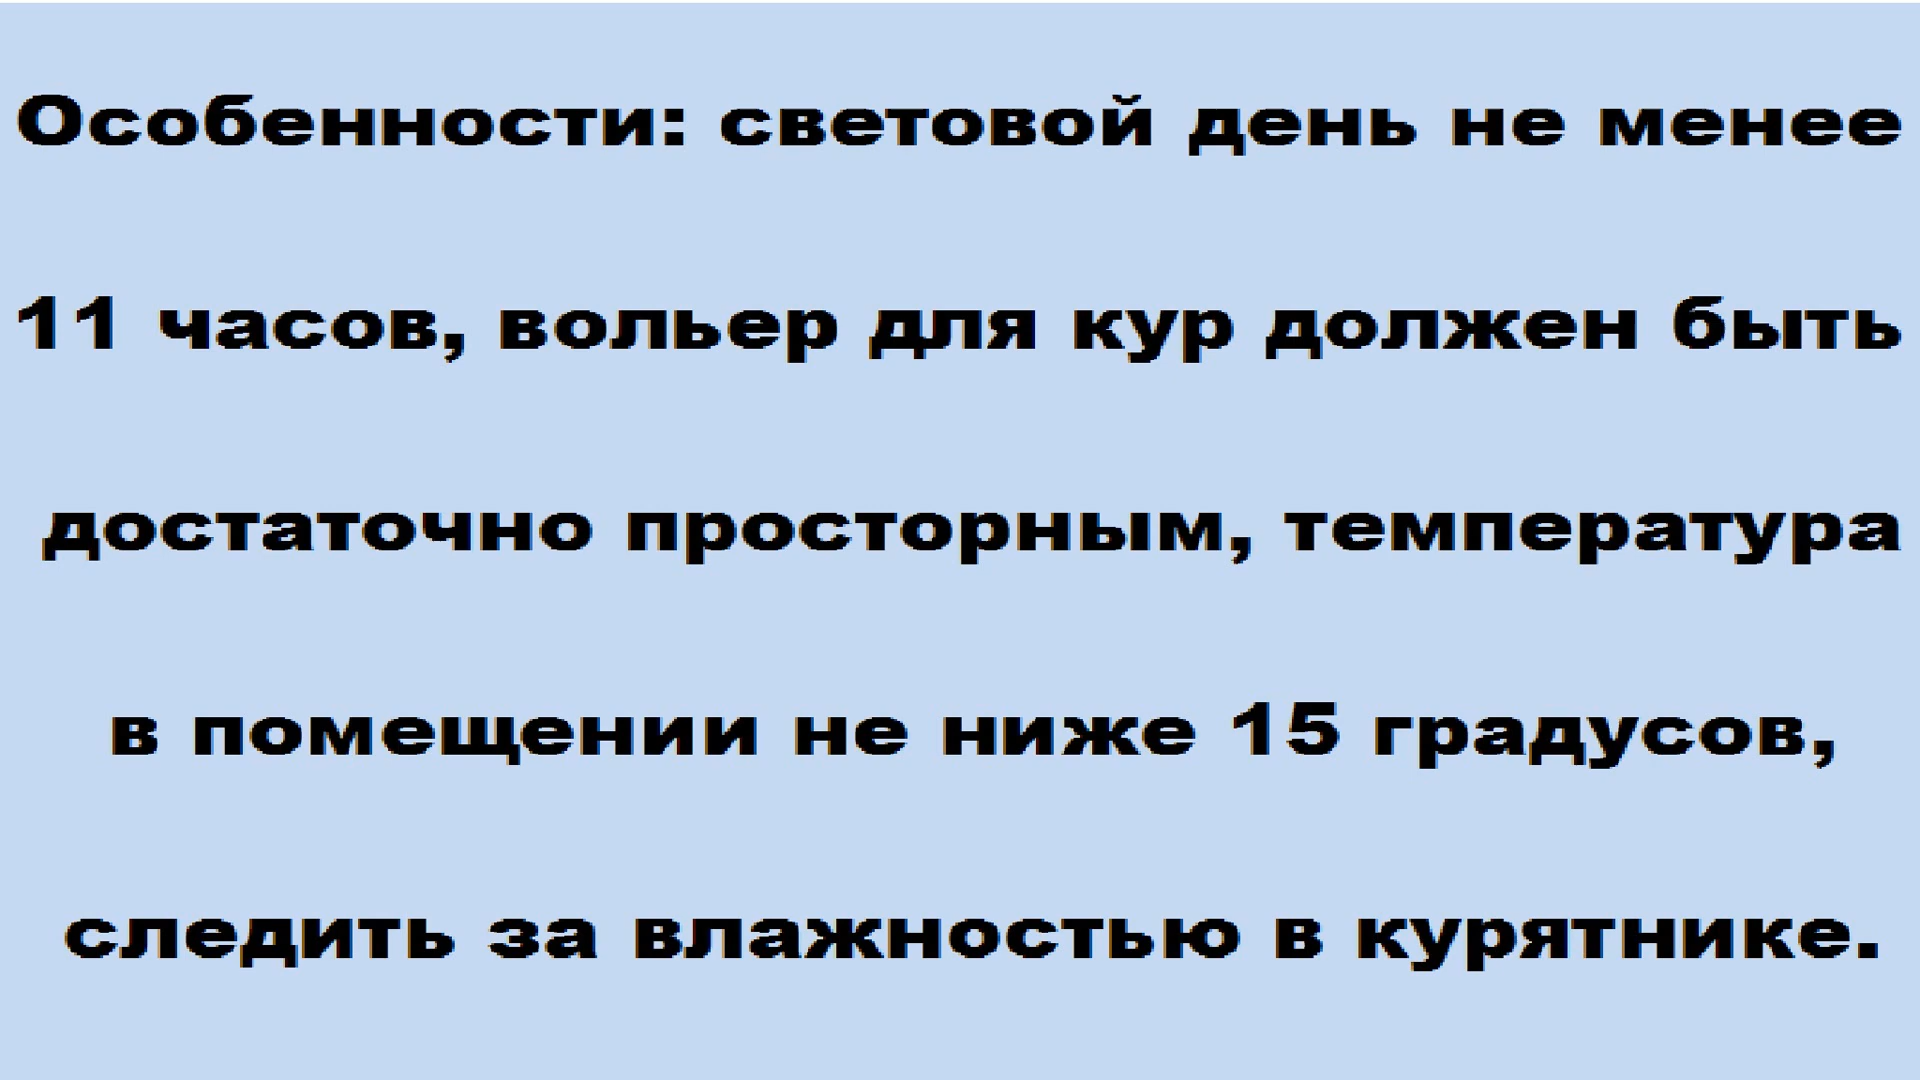 Особенности: световой день не менее
11 часов, вольер для кур должен быть
достаточно просторным, температура
в помещении не ниже 15 градусов,
следить за влажностью в курятнике.